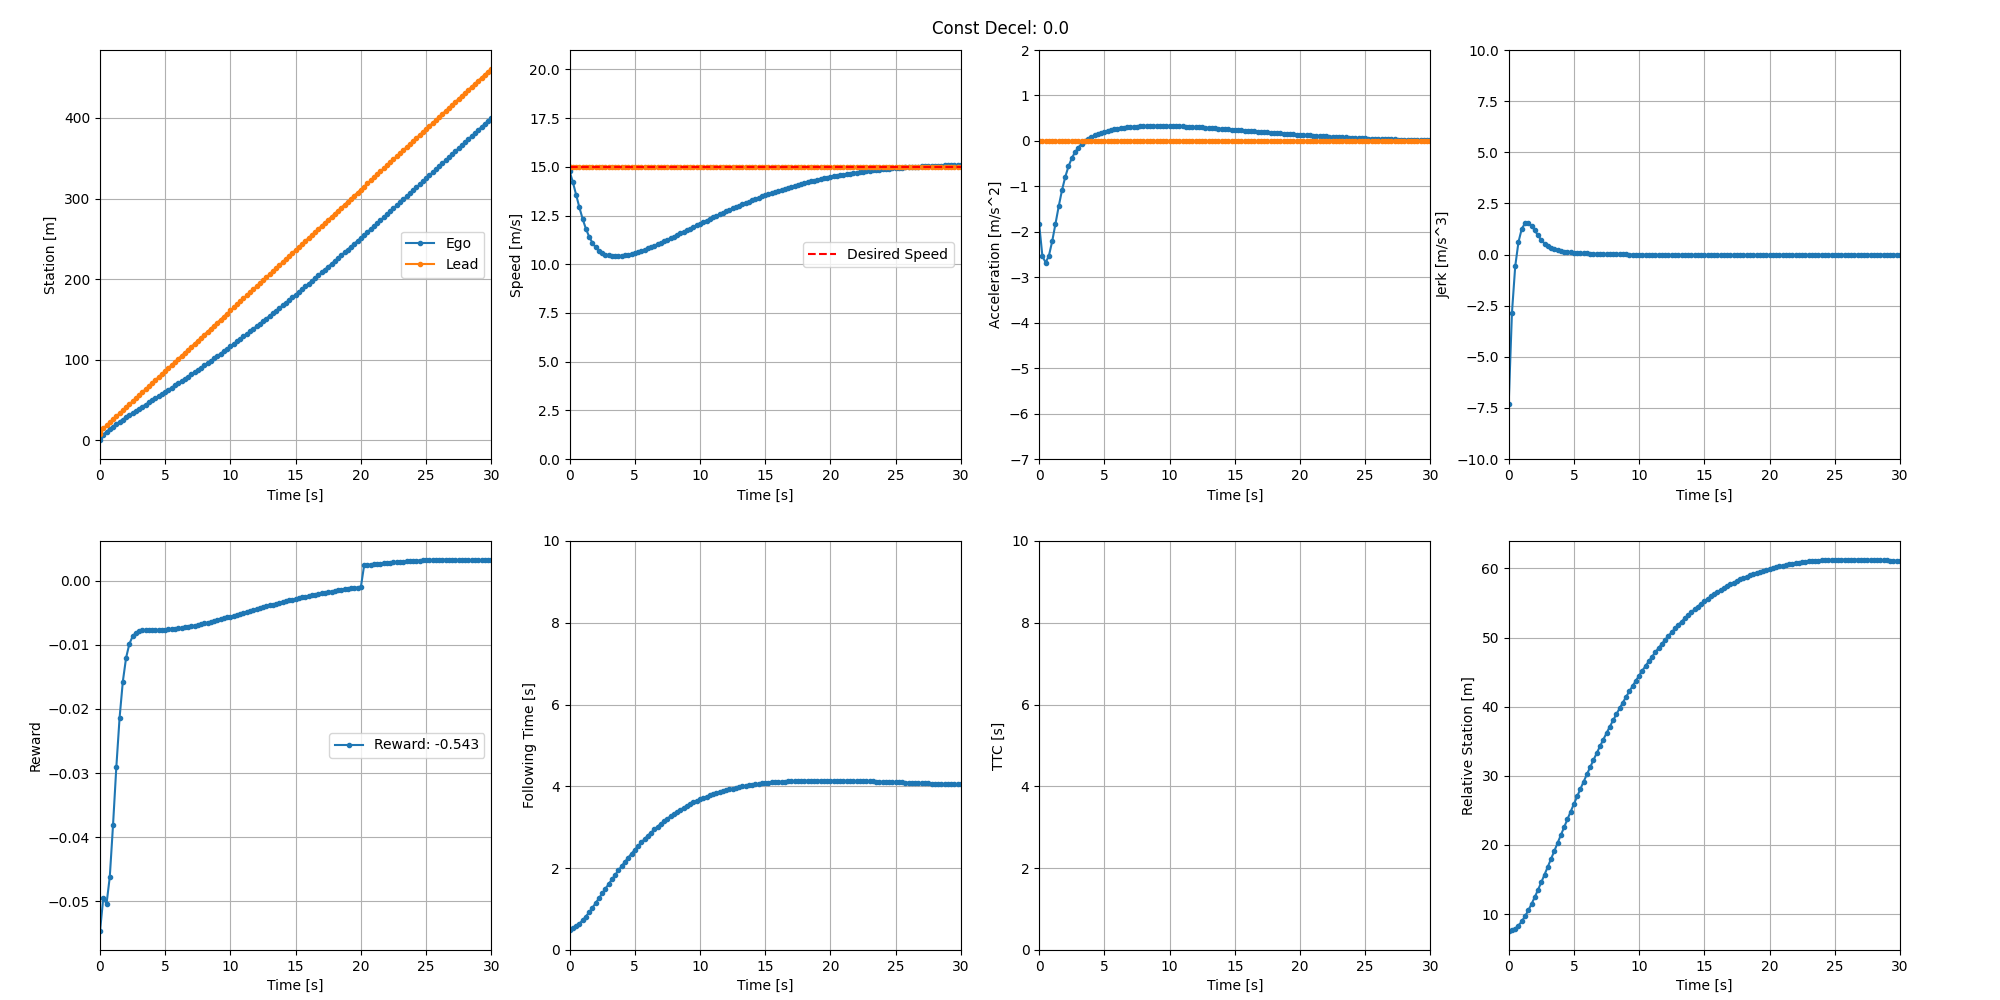 Const Decel: 0.0
Station [m]
400
300
200
100
0
0 5 10 15 20 25 30
Time [s]
Ego
Lead
Speed [m/s]
20.0
17.5
15.0
12.5
10.0
7.5
5.0
2.5
0.0
0 5 10 15 20 25 30
Time [s]
Desired Speed
Acceleration [m/s^2]
2
1
0
−1
−2
−3
−4
−5
−6
−7
0 5 10 15 20 25 30
Time [s]
Jerk [m/s^3]
10.0
7.5
5.0
2.5
0.0
−2.5
−5.0
−7.5
−10.0
0 5 10 15 20 25 30
Time [s]
Reward
0.00
−0.01
−0.02
−0.03
−0.04
−0.05
0 5 10 15 20 25 30
Time [s]
Reward: -0.543
Following Time [s]
10
8
6
4
2
0
0 5 10 15 20 25 30
Time [s]
TTC [s]
10
8
6
4
2
0
0 5 10 15 20 25 30
Time [s]
Relative Station [m]
60
50
40
30
20
10
0 5 10 15 20 25 30
Time [s]